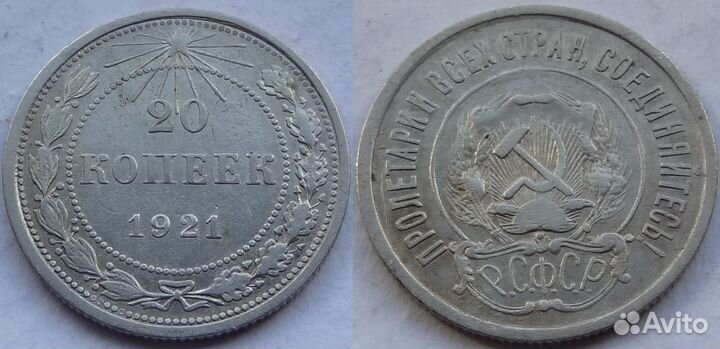 20
КОПЕЕК
1921
ПРОЛЕТАРИИ ВСЕХ СТРАН, СОЕДИНЯЙТЕСЬ!
Р.С.Ф.С.Р.
Avito